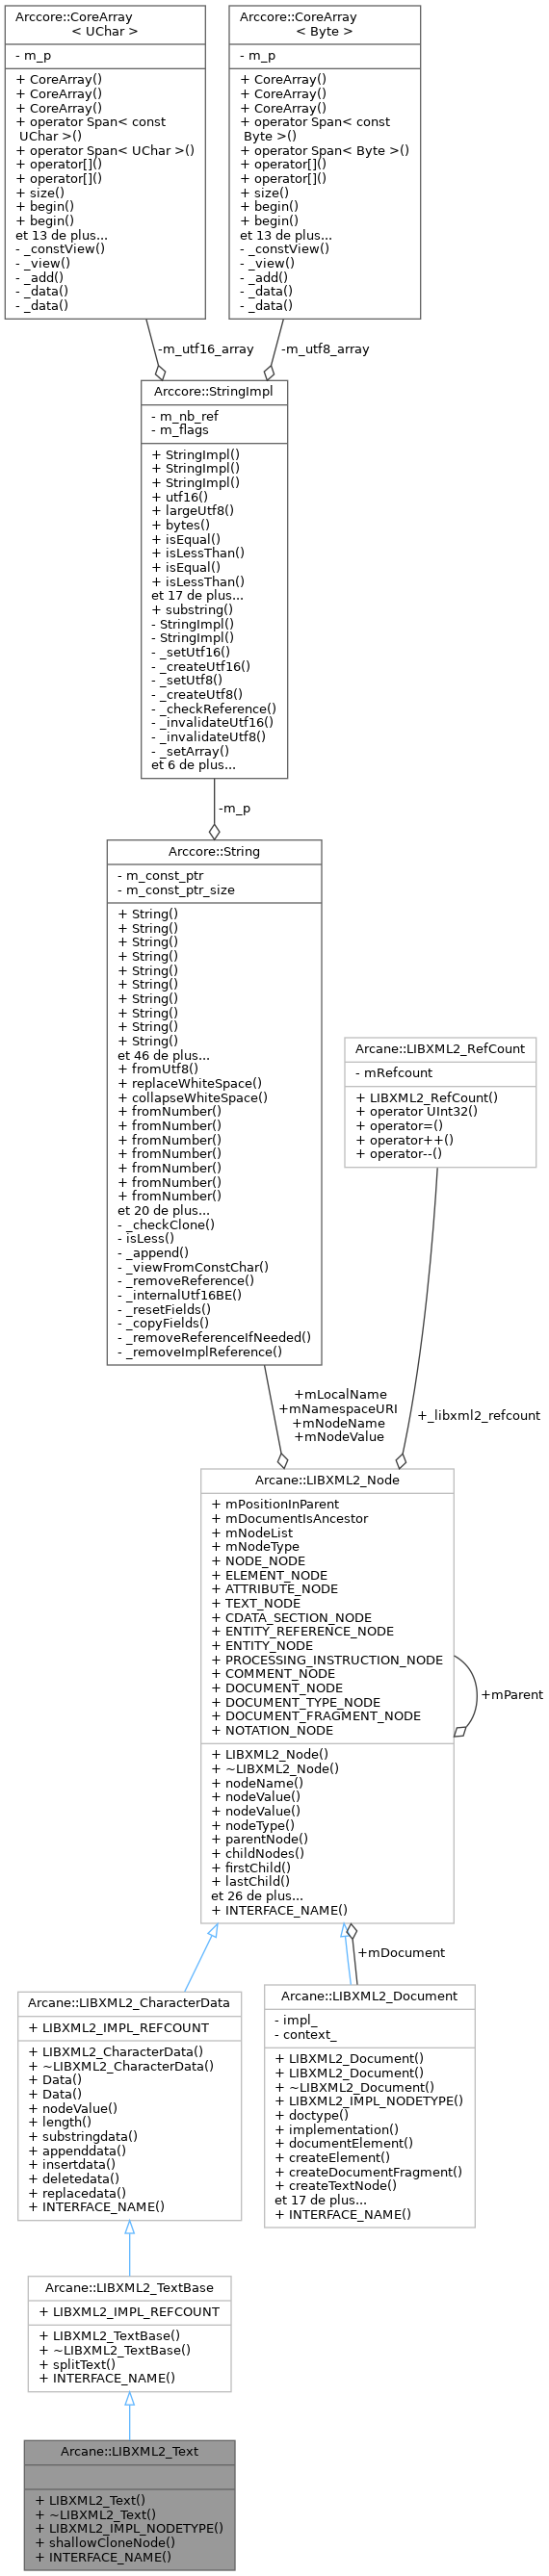 Arccore::CoreArray
< UChar >
- m_p
+ CoreArray()
+ CoreArray()
+ CoreArray()
+ operator Span< const
UChar >()
+ operator Span< UChar >()
+ operator[]()
+ operator[]()
+ size()
+ begin()
+ begin()
et 13 de plus...
- _constView()
- _view()
- _add()
- _data()
- _data()
Arccore::CoreArray
< Byte >
- m_p
+ CoreArray()
+ CoreArray()
+ CoreArray()
+ operator Span< const
Byte >()
+ operator Span< Byte >()
+ operator[]()
+ operator[]()
+ size()
+ begin()
+ begin()
et 13 de plus...
- _constView()
- _view()
- _add()
- _data()
- _data()
-m_utf16_array
-m_utf8_array
Arccore::StringImpl
- m_nb_ref
- m_flags
+ StringImpl()
+ StringImpl()
+ StringImpl()
+ utf16()
+ largeUtf8()
+ bytes()
+ isEqual()
+ isLessThan()
+ isEqual()
+ isLessThan()
et 17 de plus...
+ substring()
- StringImpl()
- StringImpl()
- _setUtf16()
- _createUtf16()
- _setUtf8()
- _createUtf8()
- _checkReference()
- _invalidateUtf16()
- _invalidateUtf8()
- _setArray()
et 6 de plus...
-m_p
Arccore::String
- m_const_ptr
- m_const_ptr_size
+ String()
+ String()
+ String()
+ String()
+ String()
+ String()
+ String()
+ String()
+ String()
+ String()
et 46 de plus...
+ fromUtf8()
+ replaceWhiteSpace()
+ collapseWhiteSpace()
+ fromNumber()
+ fromNumber()
+ fromNumber()
+ fromNumber()
+ fromNumber()
+ fromNumber()
+ fromNumber()
et 20 de plus...
- _checkClone()
- isLess()
- _append()
- _viewFromConstChar()
- _removeReference()
- _internalUtf16BE()
- _resetFields()
- _copyFields()
- _removeReferenceIfNeeded()
- _removeImplReference()
Arcane::LIBXML2_RefCount
- mRefcount
+ LIBXML2_RefCount()
+ operator UInt32()
+ operator=()
+ operator++()
+ operator--()
+mLocalName
+mNamespaceURI
+mNodeName
+mNodeValue
+_libxml2_refcount
Arcane::LIBXML2_Node
+ mPositionInParent
+ mDocumentIsAncestor
+ mNodeList
+ mNodeType
+ NODE_NODE
+ ELEMENT_NODE
+ ATTRIBUTE_NODE
+ TEXT_NODE
+ CDATA_SECTION_NODE
+ ENTITY_REFERENCE_NODE
+ ENTITY_NODE
+ PROCESSING_INSTRUCTION_NODE
+ COMMENT_NODE
+ DOCUMENT_NODE
+ DOCUMENT_TYPE_NODE
+ DOCUMENT_FRAGMENT_NODE
+ NOTATION_NODE
+ LIBXML2_Node()
+ ~LIBXML2_Node()
+ nodeName()
+ nodeValue()
+ nodeValue()
+ nodeType()
+ parentNode()
+ childNodes()
+ firstChild()
+ lastChild()
et 26 de plus...
+ INTERFACE_NAME()
+mParent
+mDocument
Arcane::LIBXML2_CharacterData
+ LIBXML2_IMPL_REFCOUNT
+ LIBXML2_CharacterData()
+ ~LIBXML2_CharacterData()
+ Data()
+ Data()
+ nodeValue()
+ length()
+ substringdata()
+ appenddata()
+ insertdata()
+ deletedata()
+ replacedata()
+ INTERFACE_NAME()
Arcane::LIBXML2_Document
- impl_
- context_
+ LIBXML2_Document()
+ LIBXML2_Document()
+ ~LIBXML2_Document()
+ LIBXML2_IMPL_NODETYPE()
+ doctype()
+ implementation()
+ documentElement()
+ createElement()
+ createDocumentFragment()
+ createTextNode()
et 17 de plus...
+ INTERFACE_NAME()
Arcane::LIBXML2_TextBase
+ LIBXML2_IMPL_REFCOUNT
+ LIBXML2_TextBase()
+ ~LIBXML2_TextBase()
+ splitText()
+ INTERFACE_NAME()
Arcane::LIBXML2_Text
+ LIBXML2_Text()
+ ~LIBXML2_Text()
+ LIBXML2_IMPL_NODETYPE()
+ shallowCloneNode()
+ INTERFACE_NAME()